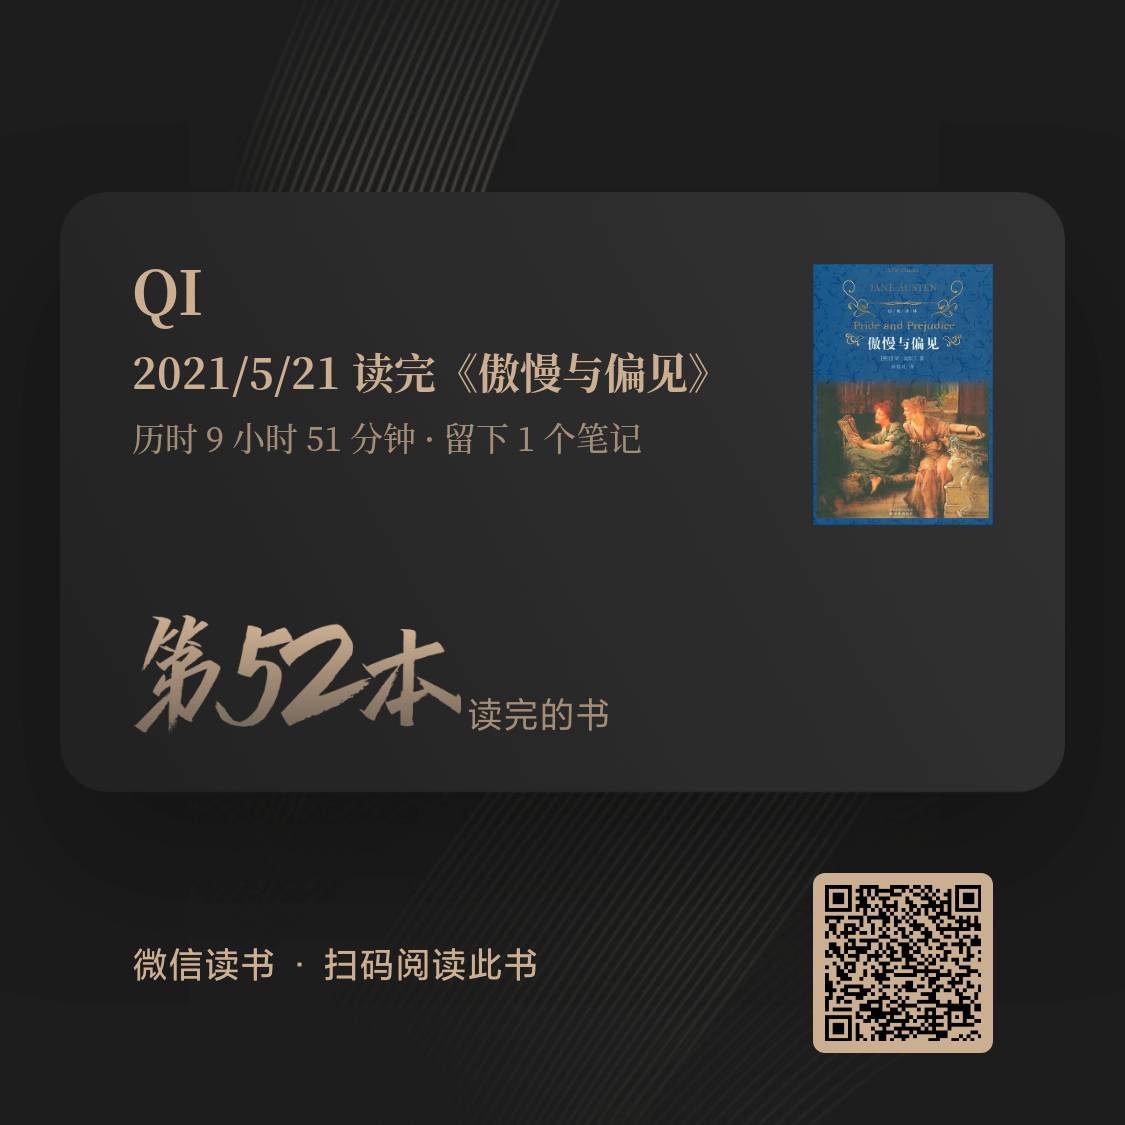 QI
2021/5/21 读完《傲慢与偏见》
历时 9 小时 51 分钟 · 留下 1 个笔记
JANE AUSTEN
Pride and Prejudice
傲慢与偏见
第52本 读完的书
微信读书 · 扫码阅读此书